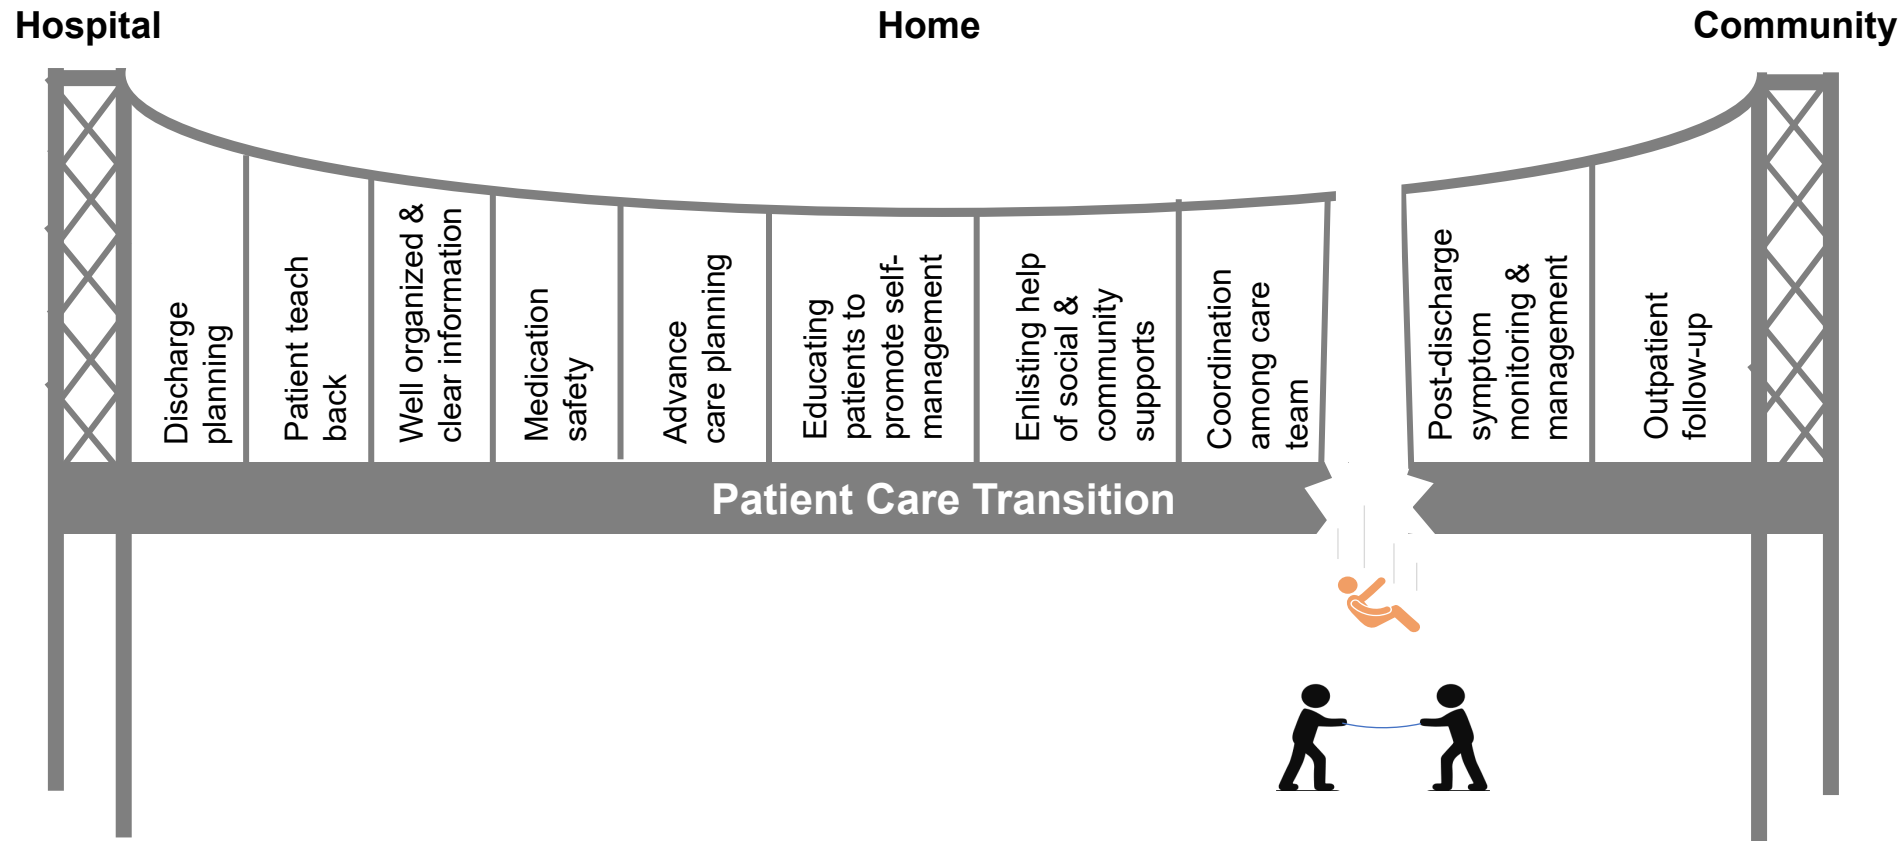 Hospital
Home
Community
Discharge
planning
Patient teach
back
Well organized &
clear information
Medication
safety
Advance
care planning
Educating
patients to
promote self-
management
Enlisting help
of social &
community
supports
Coordination
among care
team
Post-discharge
symptom
monitoring &
management
Outpatient
follow-up
Patient Care Transition